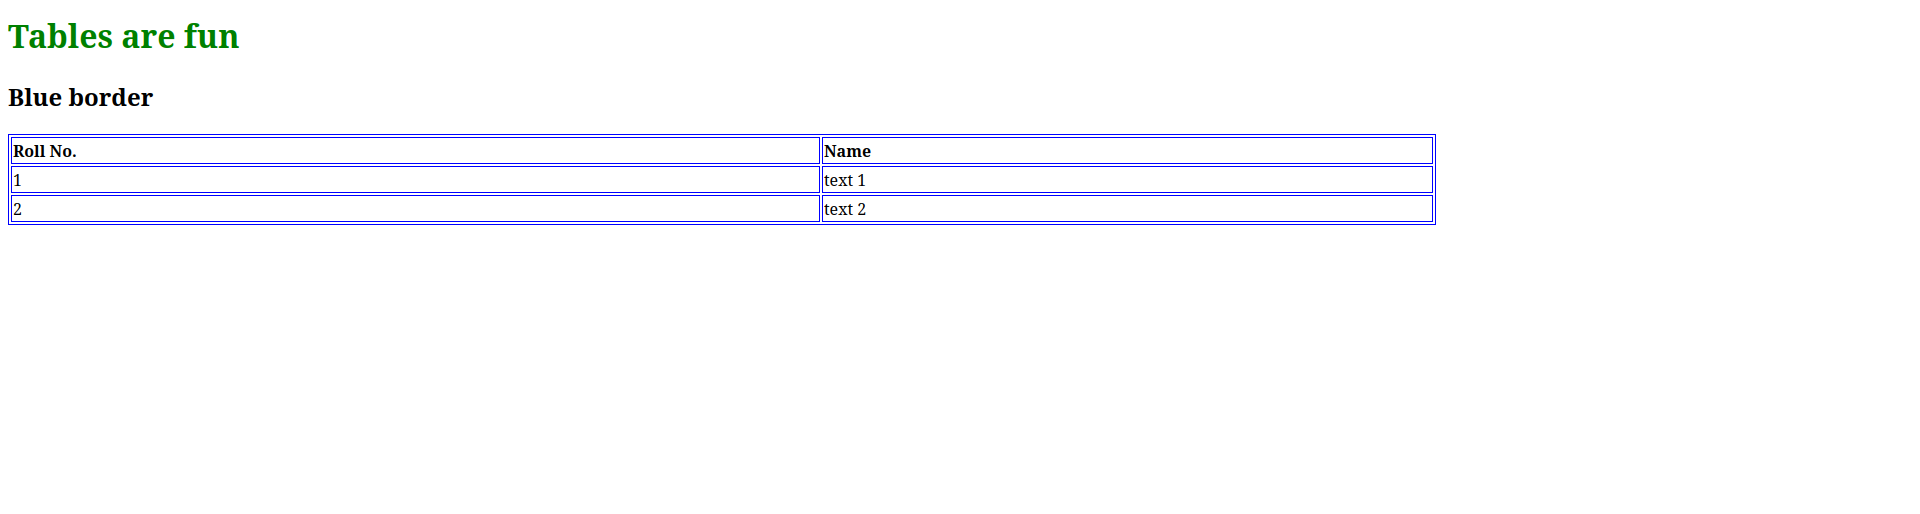 Tables are fun
Blue border
Roll No. Name
1 text 1
2 text 2